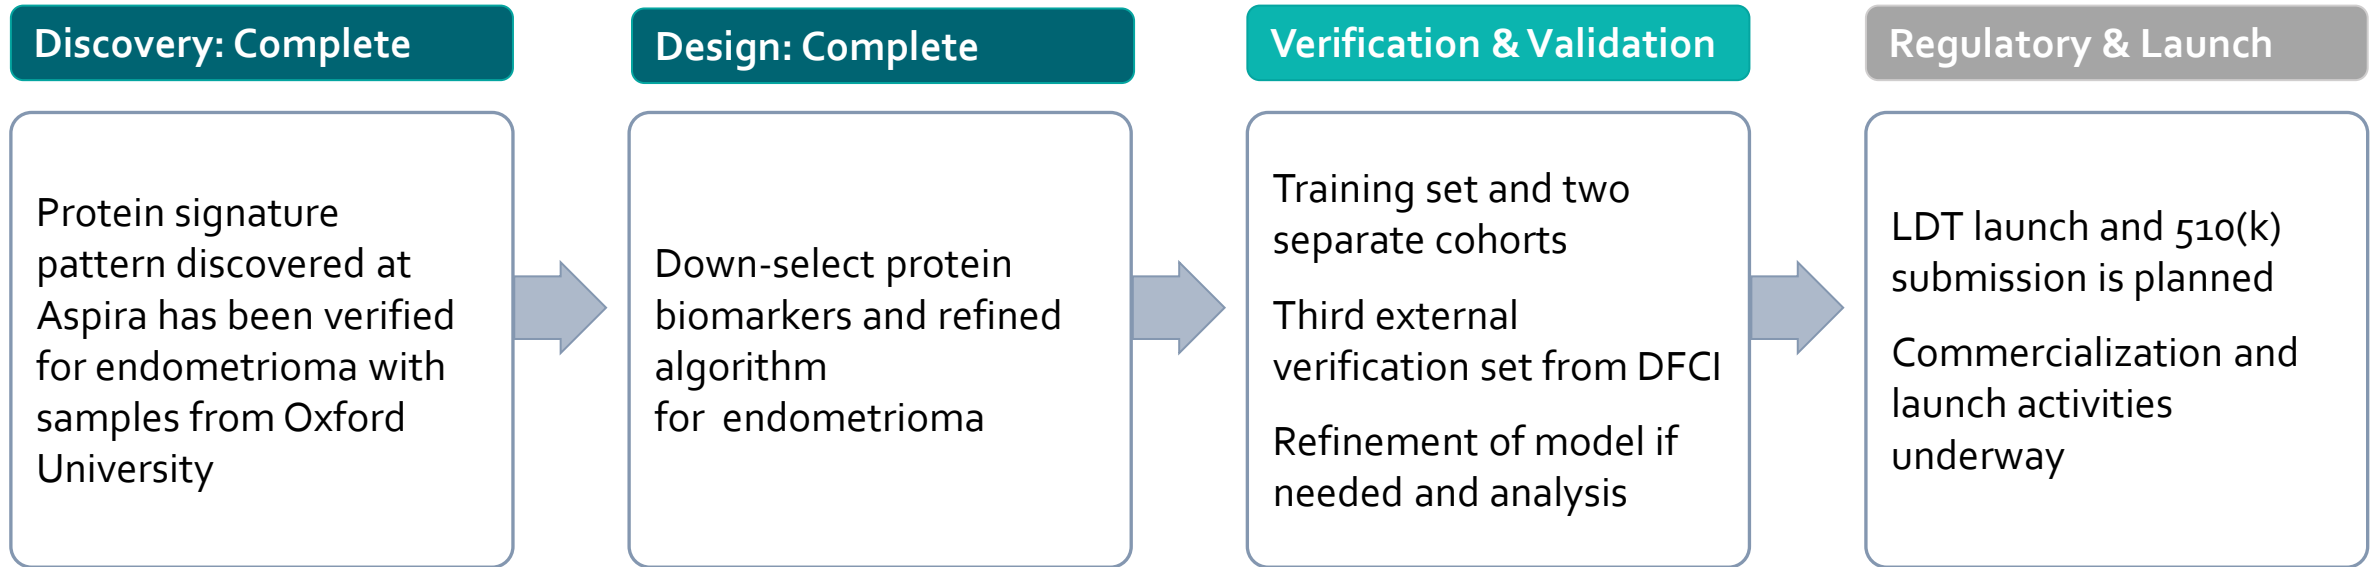 Discovery: Complete
Protein signature
pattern discovered at
Aspira has been verified
for endometrioma with
samples from Oxford
University
Design: Complete
Down-select protein
biomarkers and refined
algorithm
for  endometrioma
Verification & Validation
Training set and two
separate cohorts
Third external
verification set from DFCI
Refinement of model if
needed and analysis
Regulatory & Launch
LDT launch and 510(k)
submission is planned
Commercialization and
launch activities
underway